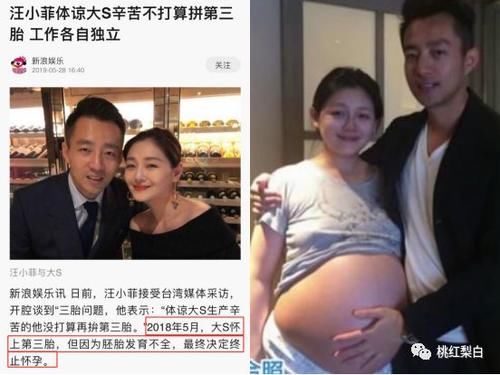 汪小菲体谅大S辛苦不打算拼第三
胎 工作各自独立
新浪娱乐
2019-05-28 16:40
关注
汪小菲与大S
新浪娱乐讯 日前，汪小菲接受台湾媒体采访，
开腔谈到“三胎问题，他表示：“体谅大S生产辛
苦的他没打算再拚第三胎。”2018年5月，大S怀
上第三胎，但因为胚胎发育不全，最终决定终
止怀孕。
桃红梨白